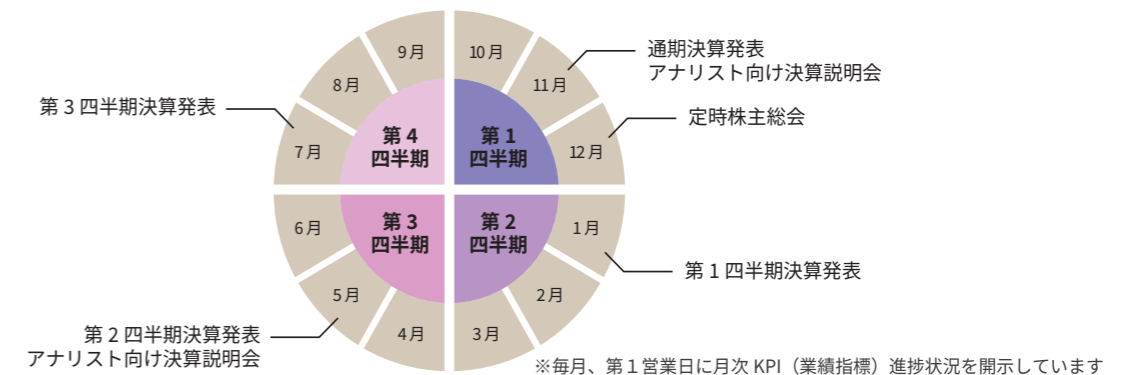 10月
11月
12月
1月
2月
3月
4月
5月
6月
7月
8月
9月
第1
四半期
第2
四半期
第3
四半期
第4
四半期
通期決算発表
アナリスト向け決算説明会
定時株主総会
第1四半期決算発表
第2四半期決算発表
アナリスト向け決算説明会
第3四半期決算発表
※毎月、第1営業日に月次 KPI（業績指標）進捗状況を開示しています